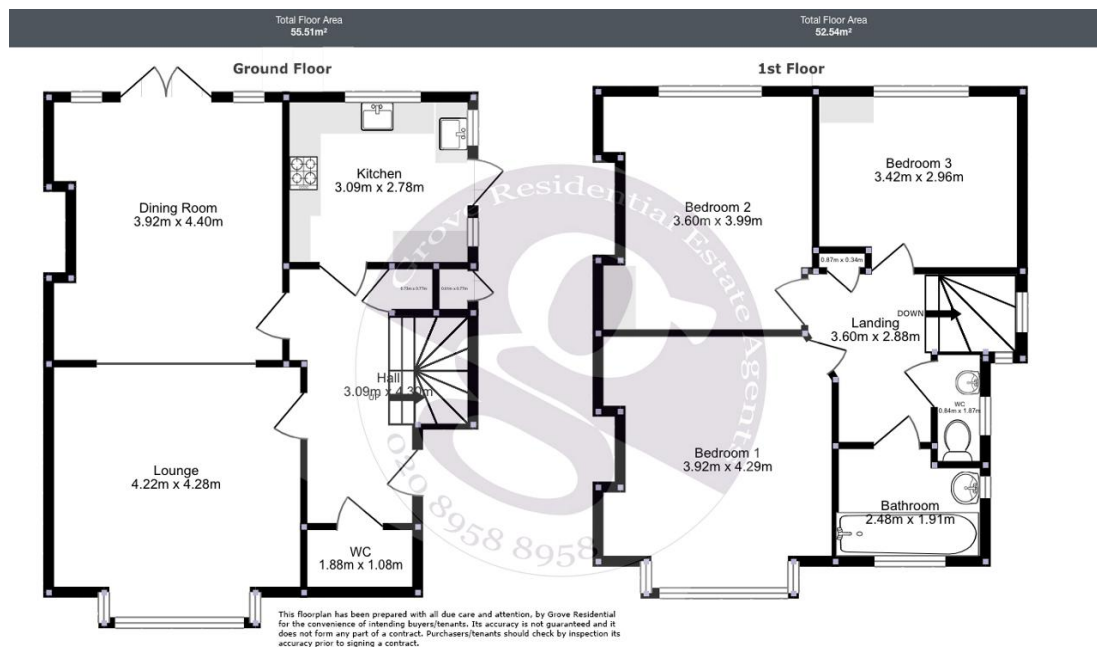 Total Floor Area
55.51m²
Total Floor Area
52.54m²
Ground Floor
1st Floor
Dining Room
3.92m x 4.40m
Kitchen
3.09m x 2.78m
Hall
3.09m x 4.30m
UP
Lounge
4.22m x 4.28m
WC
1.88m x 1.08m
Bedroom 2
3.60m x 3.99m
Bedroom 3
3.42m x 2.96m
0.87m x 0.34m
DOWN
Landing
3.60m x 2.88m
WC
0.84m x 1.87m
Bedroom 1
3.92m x 4.29m
Bathroom
2.48m x 1.91m
Grove Residential Estate Agents
020 8958 8958
This floorplan has been prepared with all due care and attention, by Grove Residential
for the convenience of intending buyers/tenants. Its accuracy is not guaranteed and it
does not form any part of a contract. Purchasers/tenants should check by inspection its
accuracy prior to signing a contract.